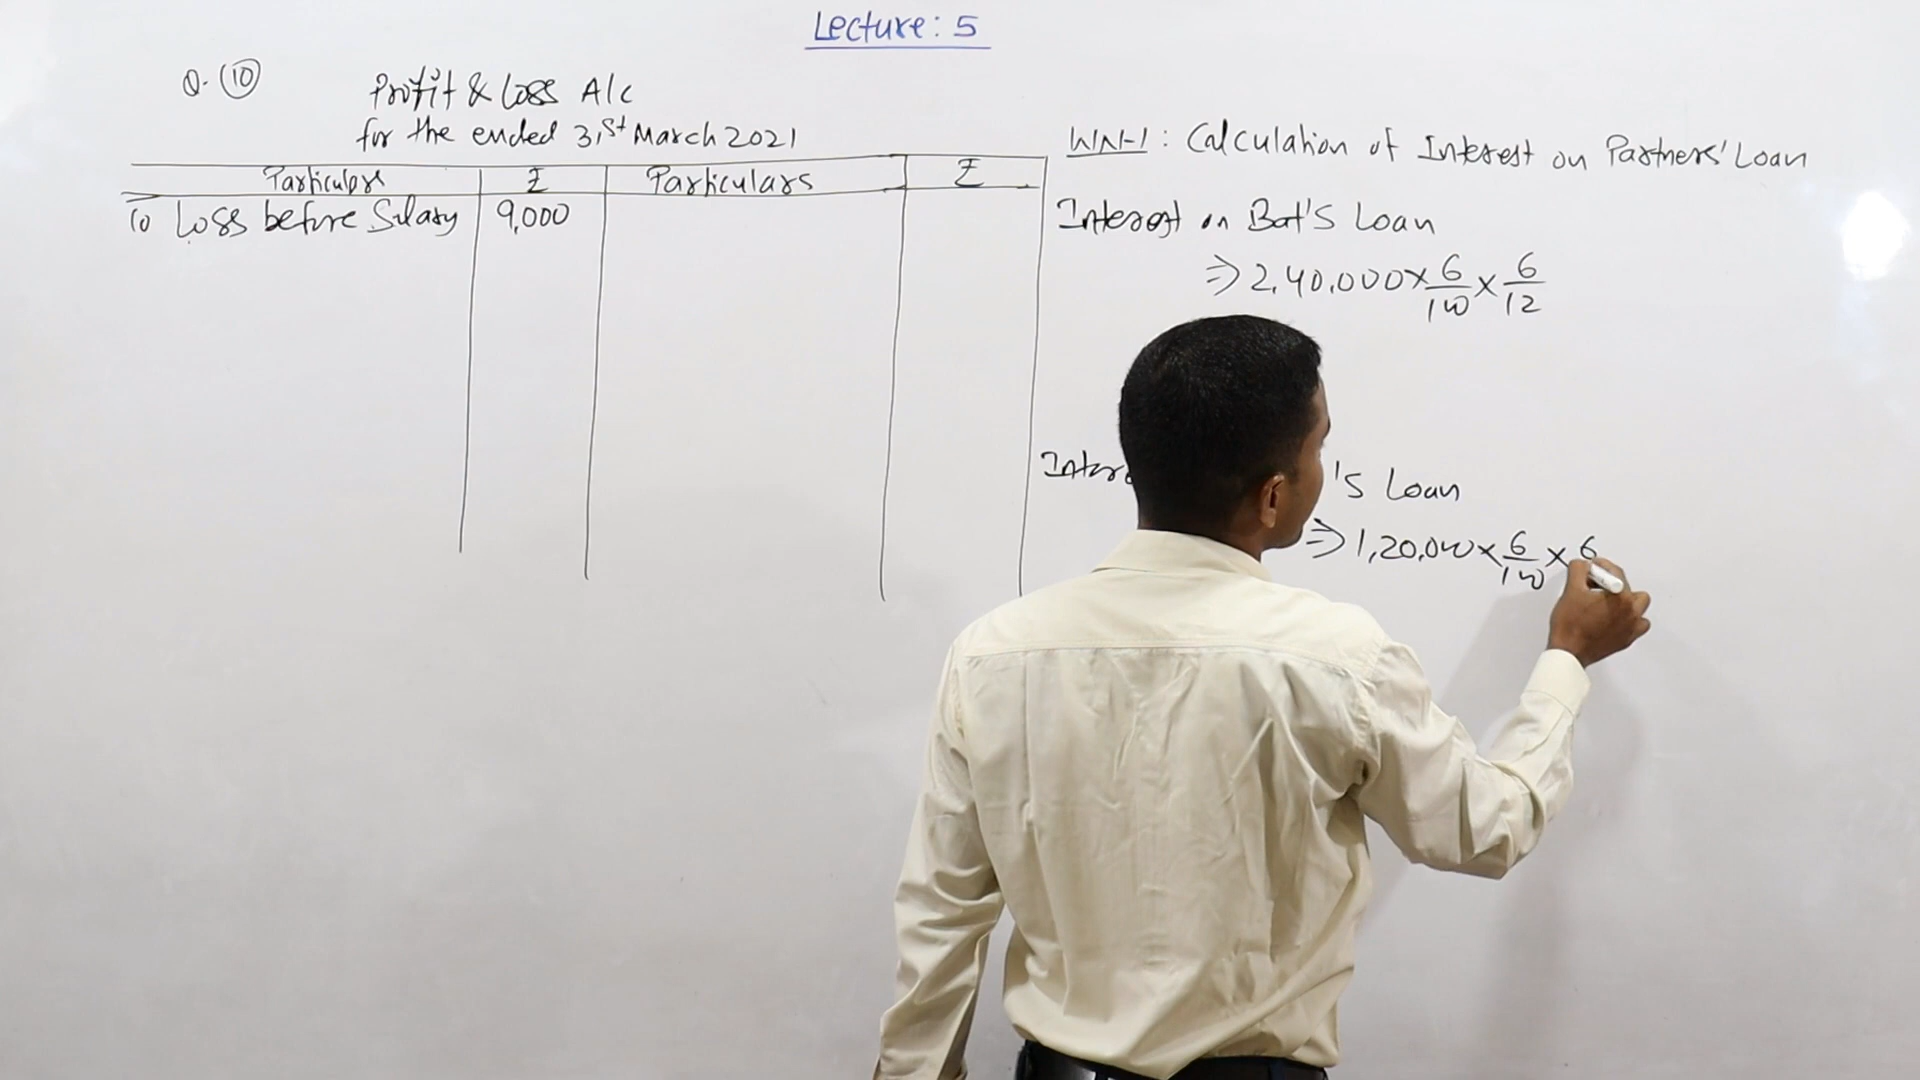 Lecture: 5
Q. 10
Profit & Loss A/c
for the ended 31st March 2021
Particulars ₹ Particulars ₹
To Loss before Salary 9,000
WN-1: Calculation of Interest on Partners' Loan
Interest on Bat's Loan
⇒ 2,40,000 × 6/100 × 6/12
's Loan
⇒ 1,20,000 × 6/100 × 6